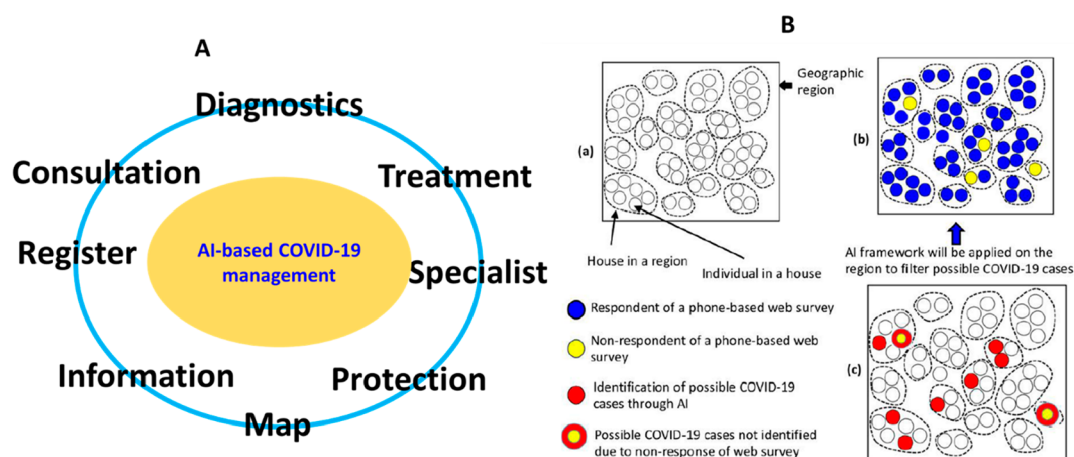 A
Diagnostics
Consultation
Treatment
Register
AI-based COVID-19
management
Specialist
Information
Protection
Map
B
Geographic
region
(a)
House in a region
Individual in a house
(b)
AI framework will be applied on the
region to filter possible COVID-19 cases
Respondent of a phone-based web survey
Non-respondent of a phone-based web
survey
Identification of possible COVID-19
cases through AI
Possible COVID-19 cases not identified
due to non-response of web survey
(c)